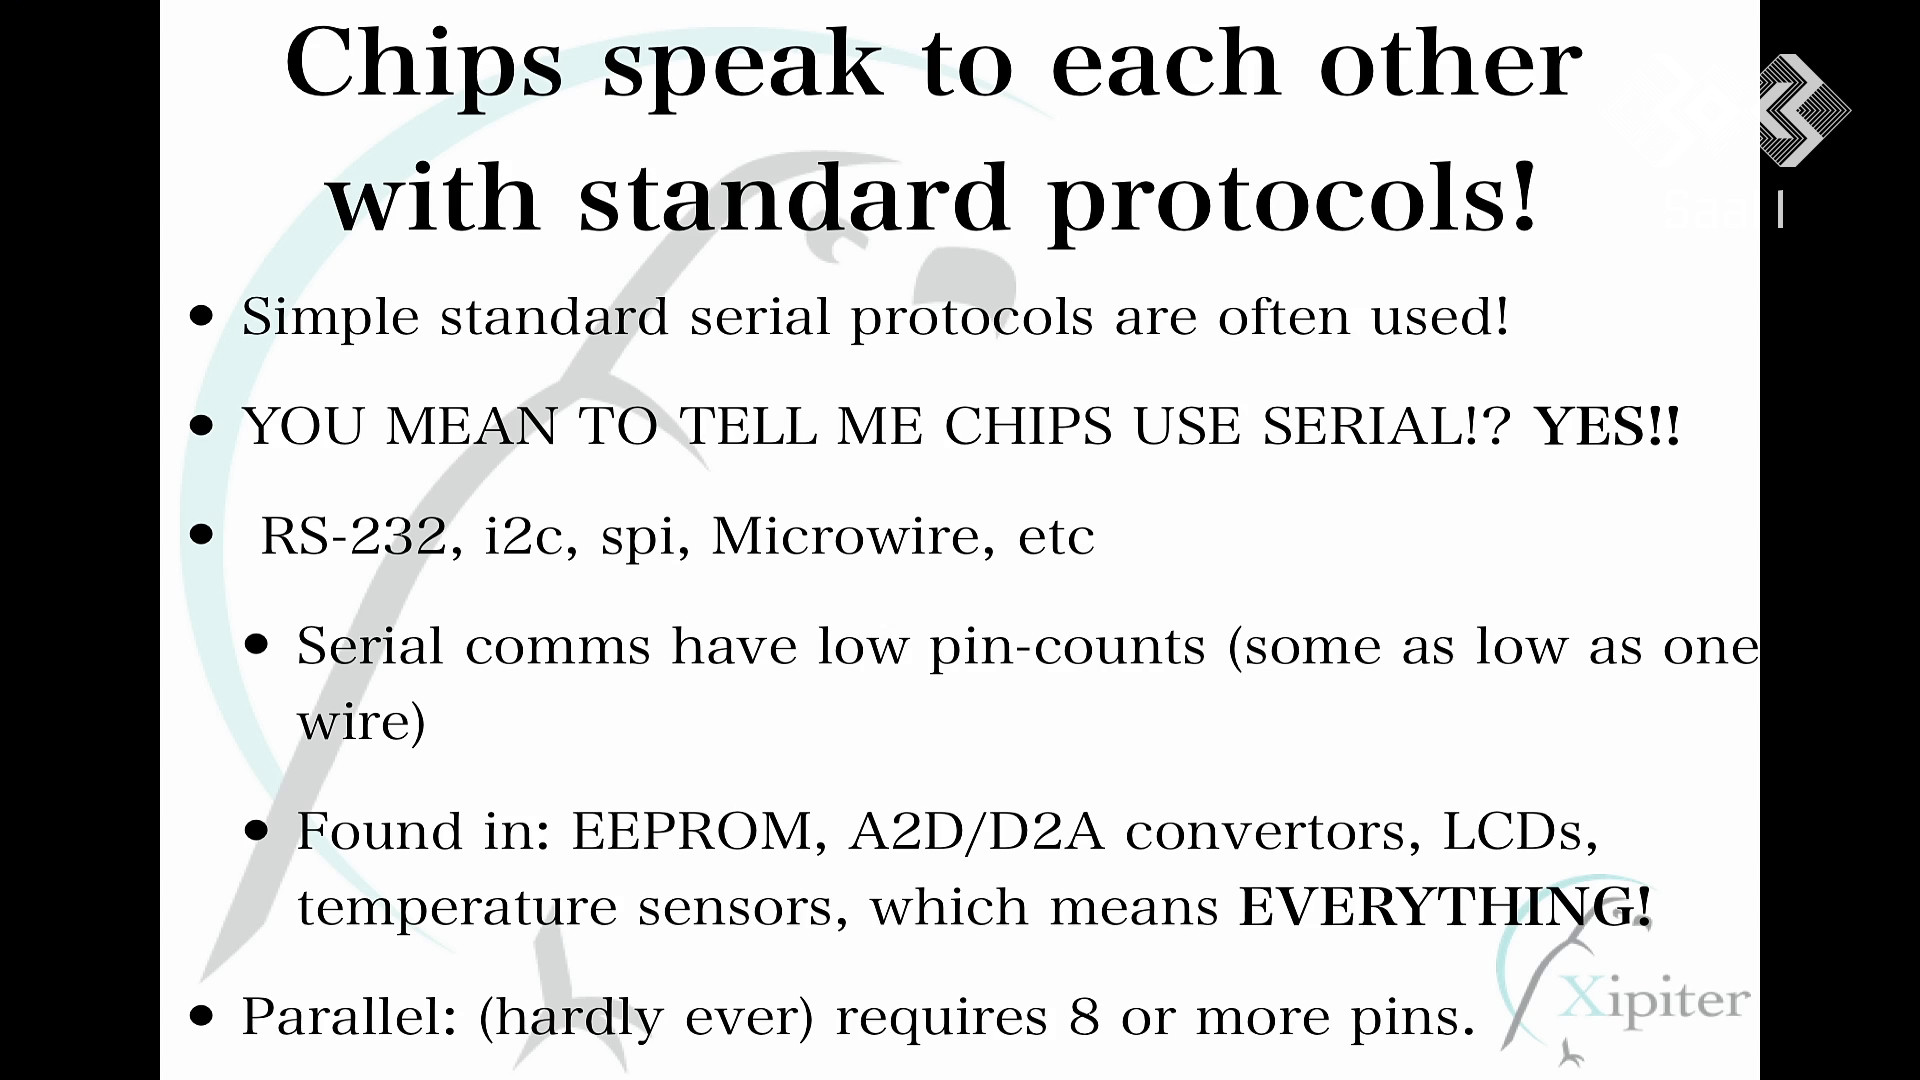 Chips speak to each other
with standard protocols!
• Simple standard serial protocols are often used!
• YOU MEAN TO TELL ME CHIPS USE SERIAL!? YES!!
• RS-232, i2c, spi, Microwire, etc
• Serial comms have low pin-counts (some as low as one
wire)
• Found in: EEPROM, A2D/D2A convertors, LCDs,
temperature sensors, which means EVERYTHING!
• Parallel: (hardly ever) requires 8 or more pins.
Xipiter